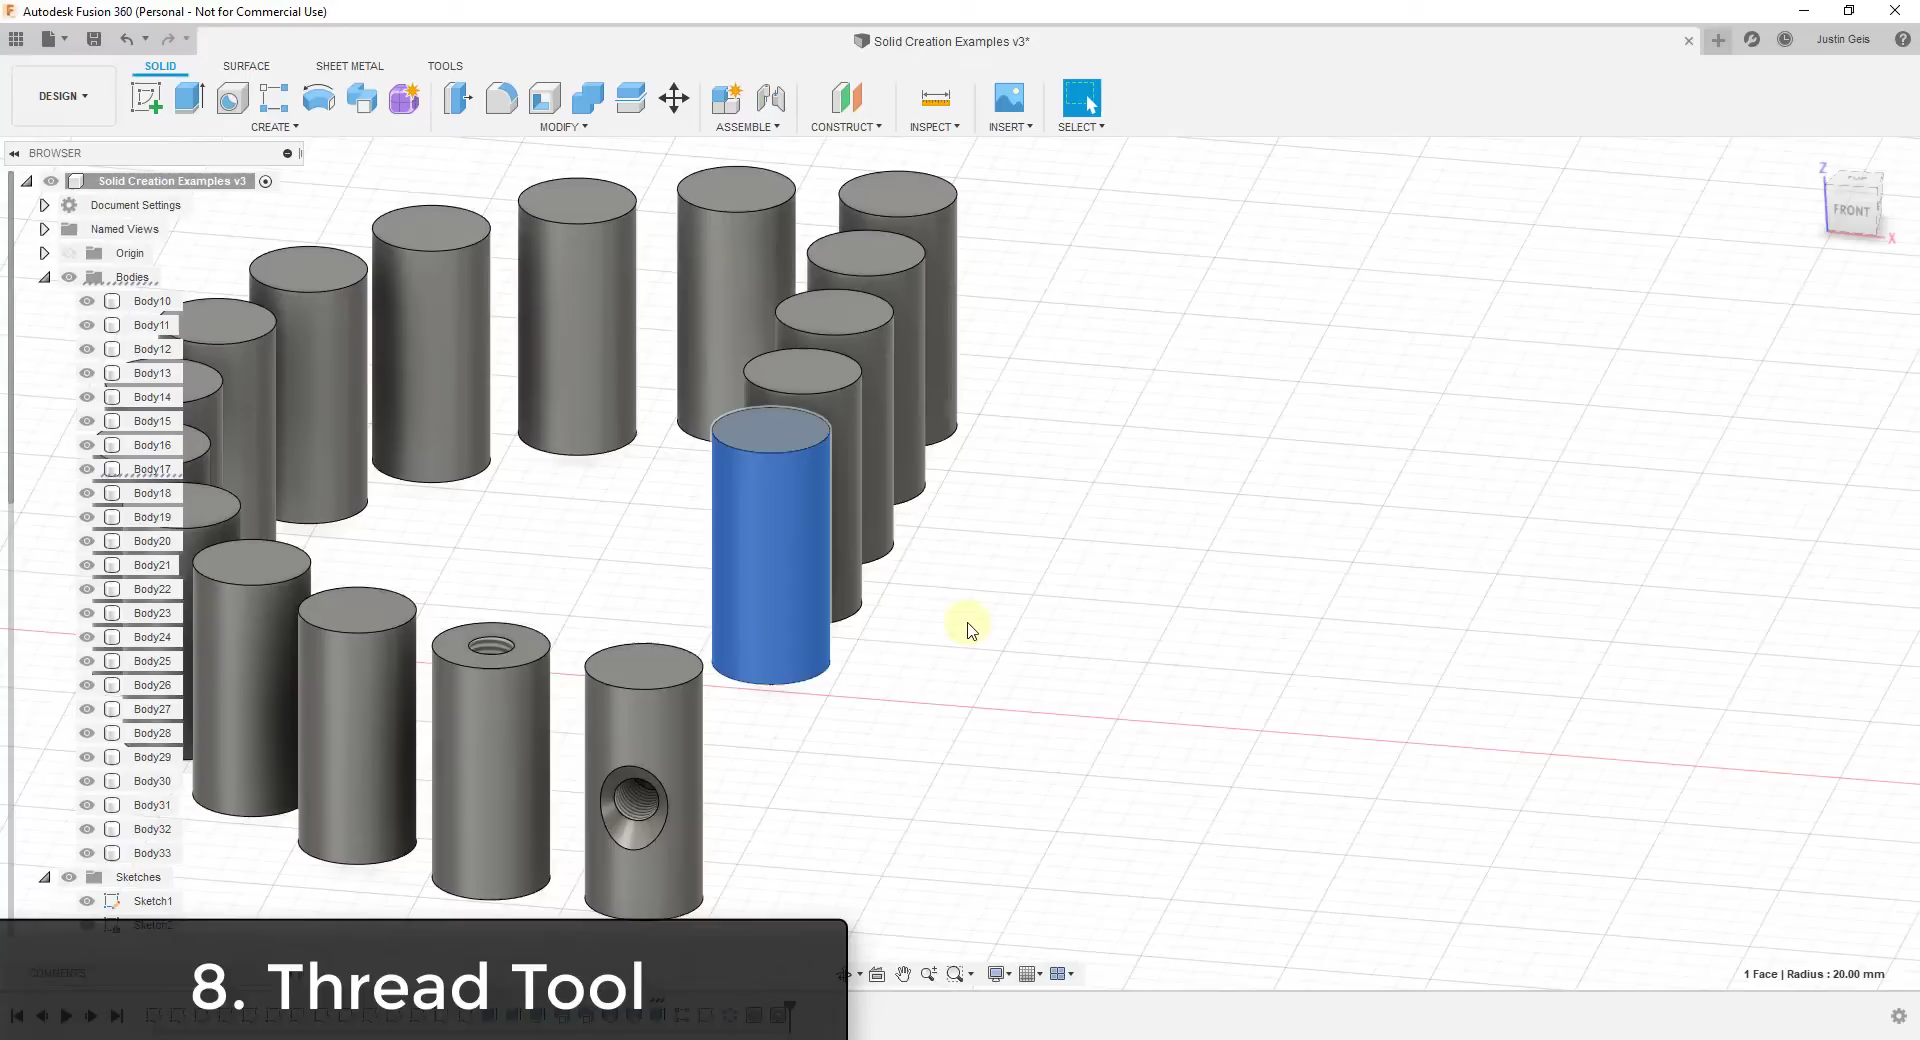 Autodesk Fusion 360 (Personal - Not for Commercial Use)
Solid Creation Examples v3*
Justin Geis
SOLID
SURFACE
SHEET METAL
TOOLS
DESIGN
CREATE
MODIFY
ASSEMBLE
CONSTRUCT
INSPECT
INSERT
SELECT
BROWSER
Solid Creation Examples v3
Document Settings
Named Views
Origin
Bodies
Body10
Body11
Body12
Body13
Body14
Body15
Body16
Body17
Body18
Body19
Body20
Body21
Body22
Body23
Body24
Body25
Body26
Body27
Body28
Body29
Body30
Body31
Body32
Body33
Sketches
Sketch1
Sketch2
COMMENTS
Z
FRONT
X
8. Thread Tool
1 Face | Radius : 20.00 mm